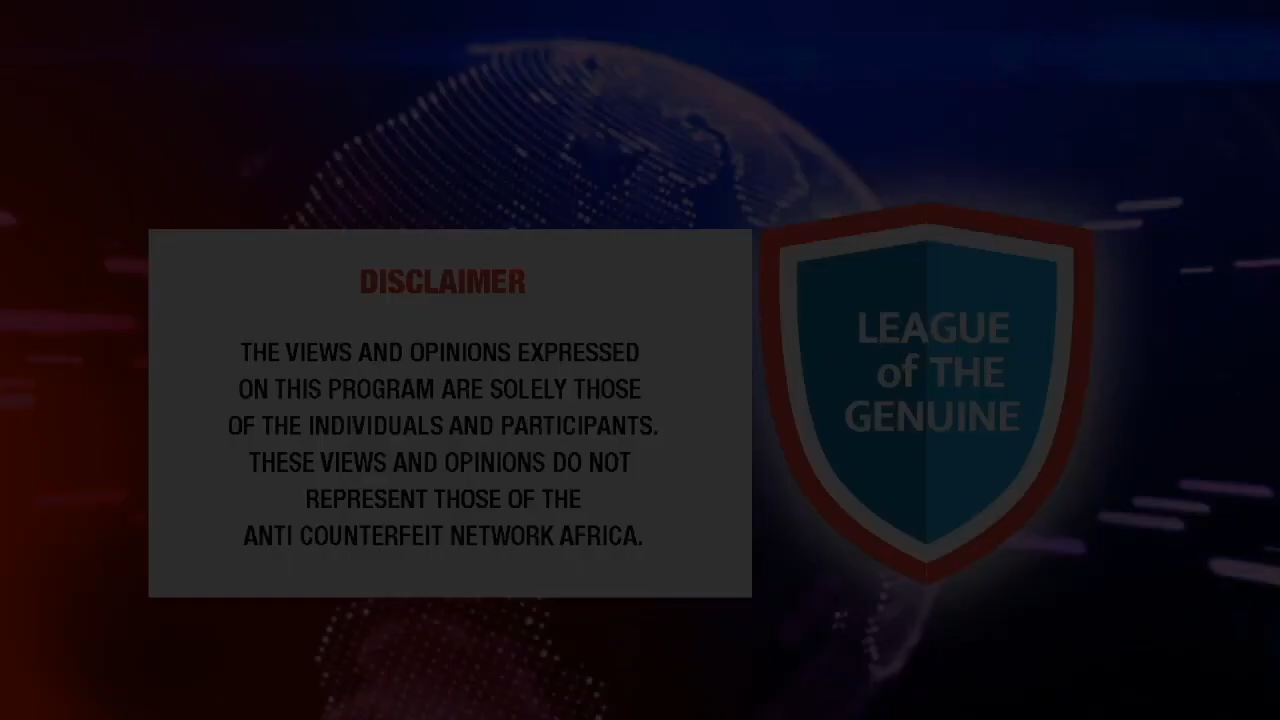 DISCLAIMER
THE VIEWS AND OPINIONS EXPRESSED
ON THIS PROGRAM ARE SOLELY THOSE
OF THE INDIVIDUALS AND PARTICIPANTS.
THESE VIEWS AND OPINIONS DO NOT
REPRESENT THOSE OF THE
ANTI COUNTERFEIT NETWORK AFRICA.
LEAGUE
of THE
GENUINE